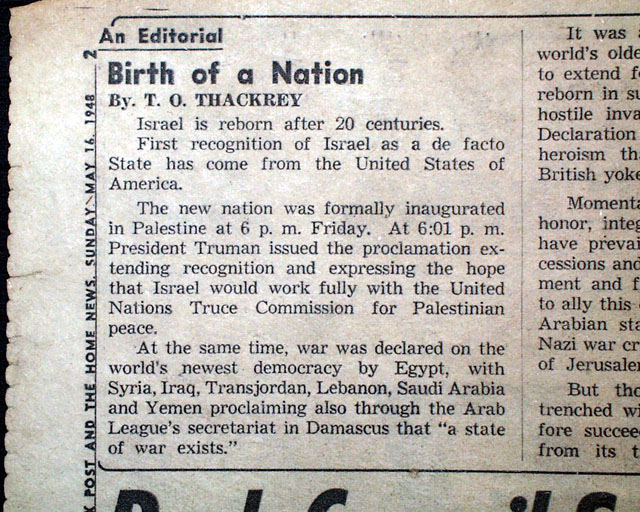 An Editorial
Birth of a Nation
By. T. O. THACKREY
Israel is reborn after 20 centuries.
First recognition of Israel as a de facto
State has come from the United States of
America.
The new nation was formally inaugurated
in Palestine at 6 p. m. Friday. At 6:01 p. m.
President Truman issued the proclamation ex-
tending recognition and expressing the hope
that Israel would work fully with the United
Nations Truce Commission for Palestinian
peace.
At the same time, war was declared on the
world's newest democracy by Egypt, with
Syria, Iraq, Transjordan, Lebanon, Saudi Arabia
and Yemen proclaiming also through the Arab
League's secretariat in Damascus that "a state
of war exists."
It was
world's olde
to extend f
reborn in su
hostile inva
Declaration
heroism th
British yoke
Momenta
honor, integ
have prevai
cessions and
ment and f
to ally this
Arabian sta
Nazi war cr
of Jerusale
But tho
trenched wi
fore succee
from its t
K POST AND THE HOME NEWS, SUNDAY, MAY 16, 1948 2